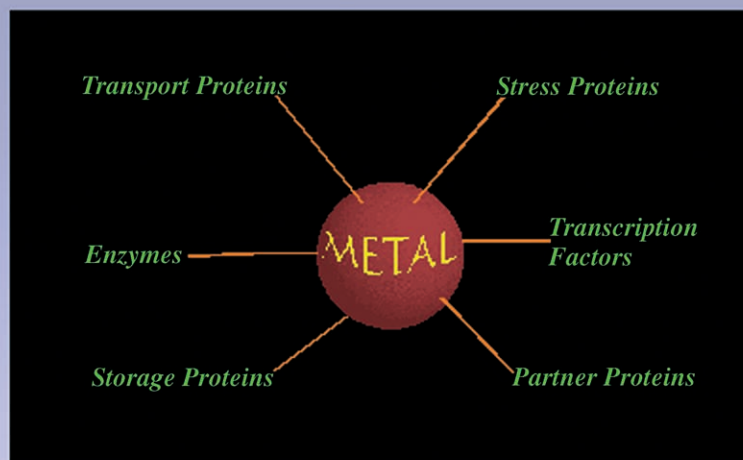 Transport Proteins
Stress Proteins
METAL
Enzymes
Transcription
Factors
Storage Proteins
Partner Proteins